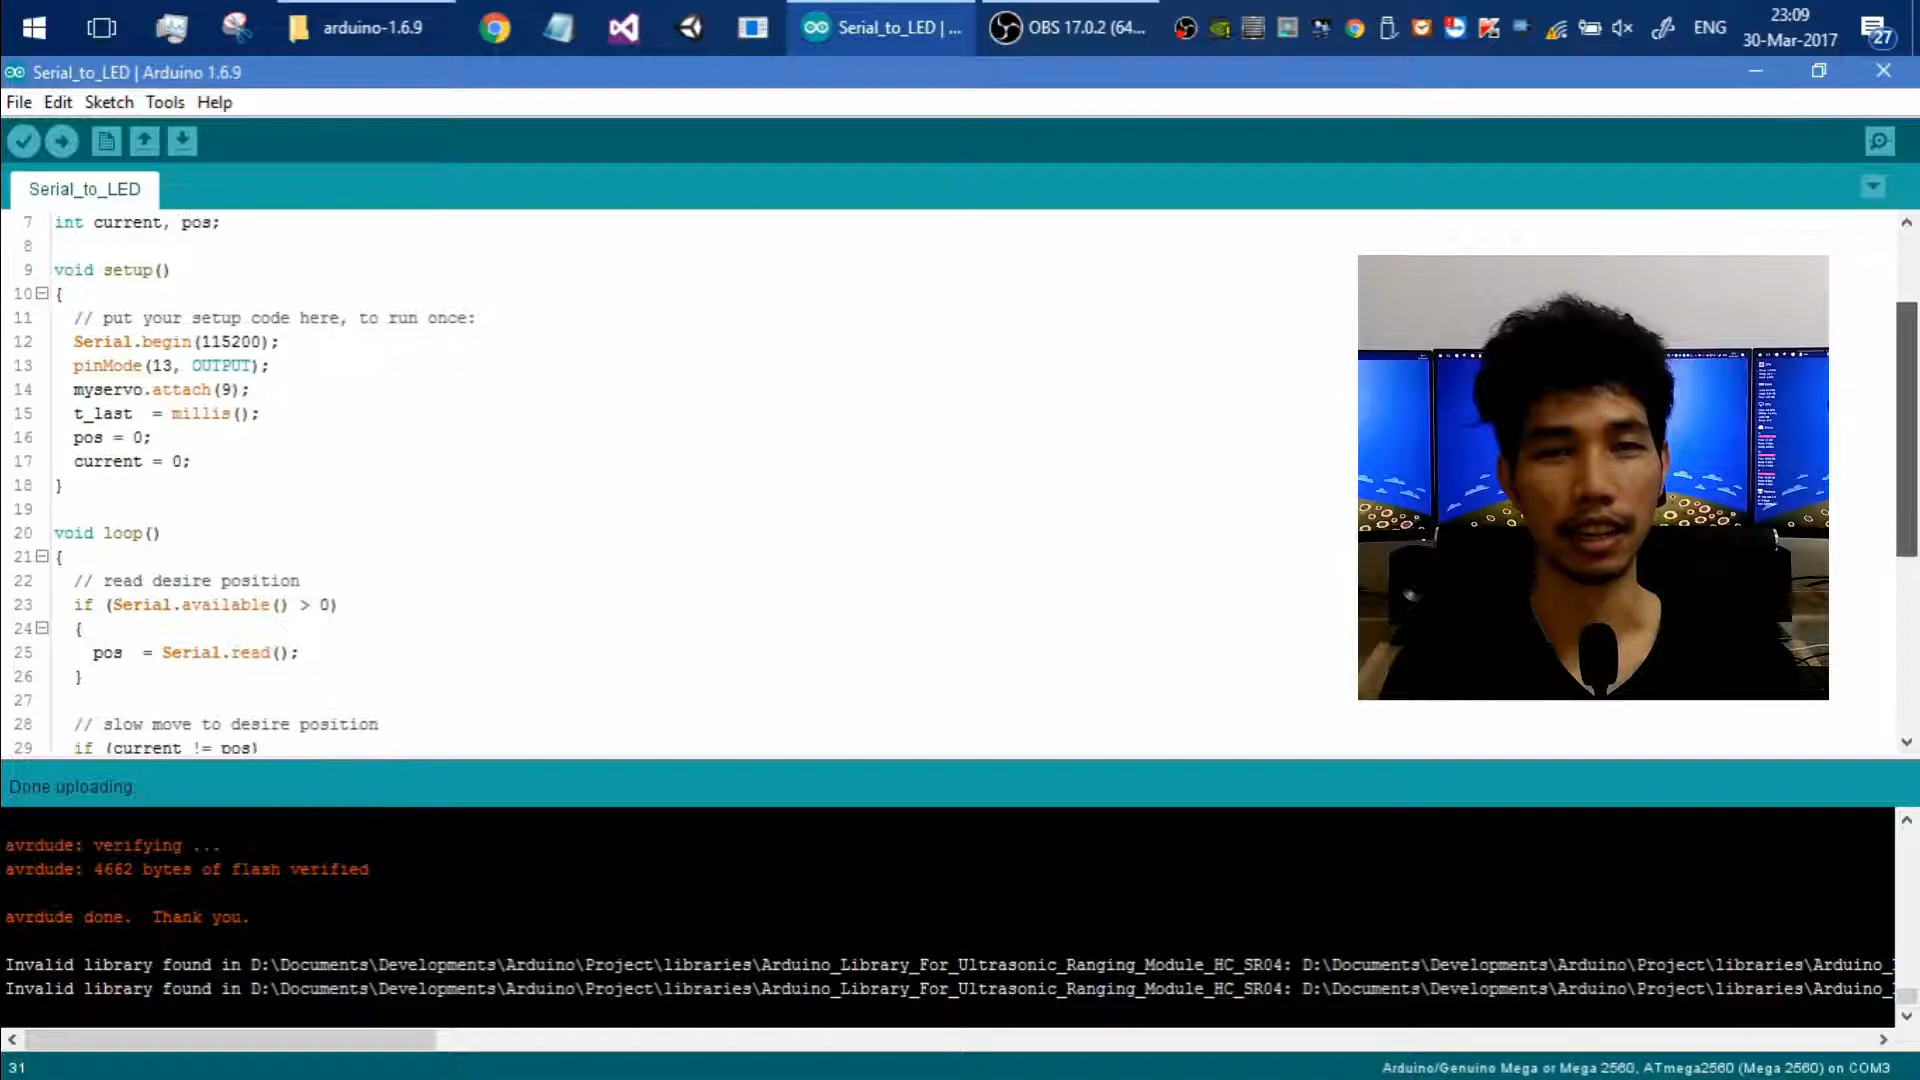 arduino-1.6.9
Serial_to_LED | ...
OBS 17.0.2 (64...
ENG
23:09
30-Mar-2017
27
Serial_to_LED | Arduino 1.6.9
File Edit Sketch Tools Help
Serial_to_LED
7 int current, pos;
8
9 void setup()
10 {
11 // put your setup code here, to run once:
12 Serial.begin(115200);
13 pinMode(13, OUTPUT);
14 myservo.attach(9);
15 t_last = millis();
16 pos = 0;
17 current = 0;
18 }
19
20 void loop()
21 {
22 // read desire position
23 if (Serial.available() > 0)
24 {
25 pos = Serial.read();
26 }
27
28 // slow move to desire position
29 if (current != pos)
Done uploading.
avrdude: verifying ...
avrdude: 4662 bytes of flash verified
avrdude done. Thank you.
Invalid library found in D:\Documents\Developments\Arduino\Project\libraries\Arduino_Library_For_Ultrasonic_Ranging_Module_HC_SR04: D:\Documents\Developments\Arduino\Project\libraries\Arduino_
Invalid library found in D:\Documents\Developments\Arduino\Project\libraries\Arduino_Library_For_Ultrasonic_Ranging_Module_HC_SR04: D:\Documents\Developments\Arduino\Project\libraries\Arduino_
31
Arduino/Genuino Mega or Mega 2560, ATmega2560 (Mega 2560) on COM3